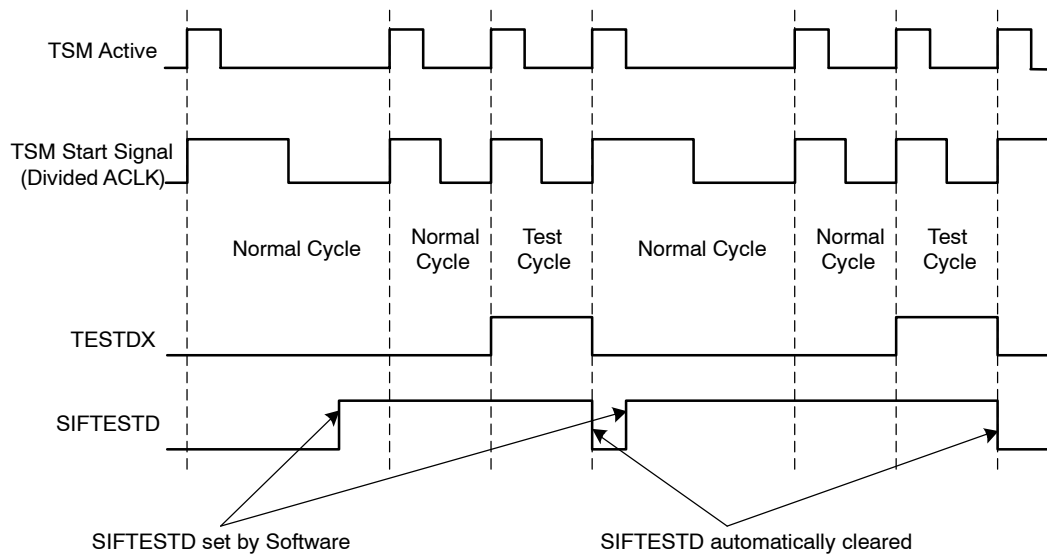 TSM Active
TSM Start Signal
(Divided ACLK)
Normal Cycle
Normal
Cycle
Test
Cycle
Normal Cycle
Normal
Cycle
Test
Cycle
TESTDX
SIFTESTD
SIFTESTD set by Software
SIFTESTD automatically cleared